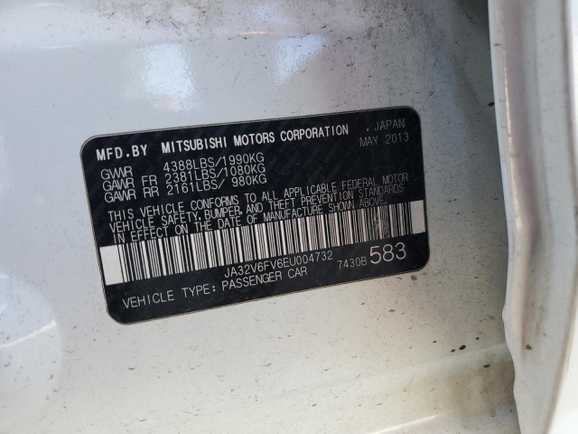 MFD. BY MITSUBISHI MOTORS CORPORATION , JAPAN
GVWR 4388LBS/1990KG MAY 2013
GAWR FR 2381LBS/1080KG
GAWR RR 2161LBS/ 980KG
THIS VEHICLE CONFORMS TO ALL APPLICABLE FEDERAL MOTOR
VEHICLE SAFETY, BUMPER, AND THEFT PREVENTION STANDARDS
IN EFFECT ON THE DATE OF MANUFACTURE SHOWN ABOVE.
JA32V6FV6EU004732
VEHICLE TYPE: PASSENGER CAR 7430B 583